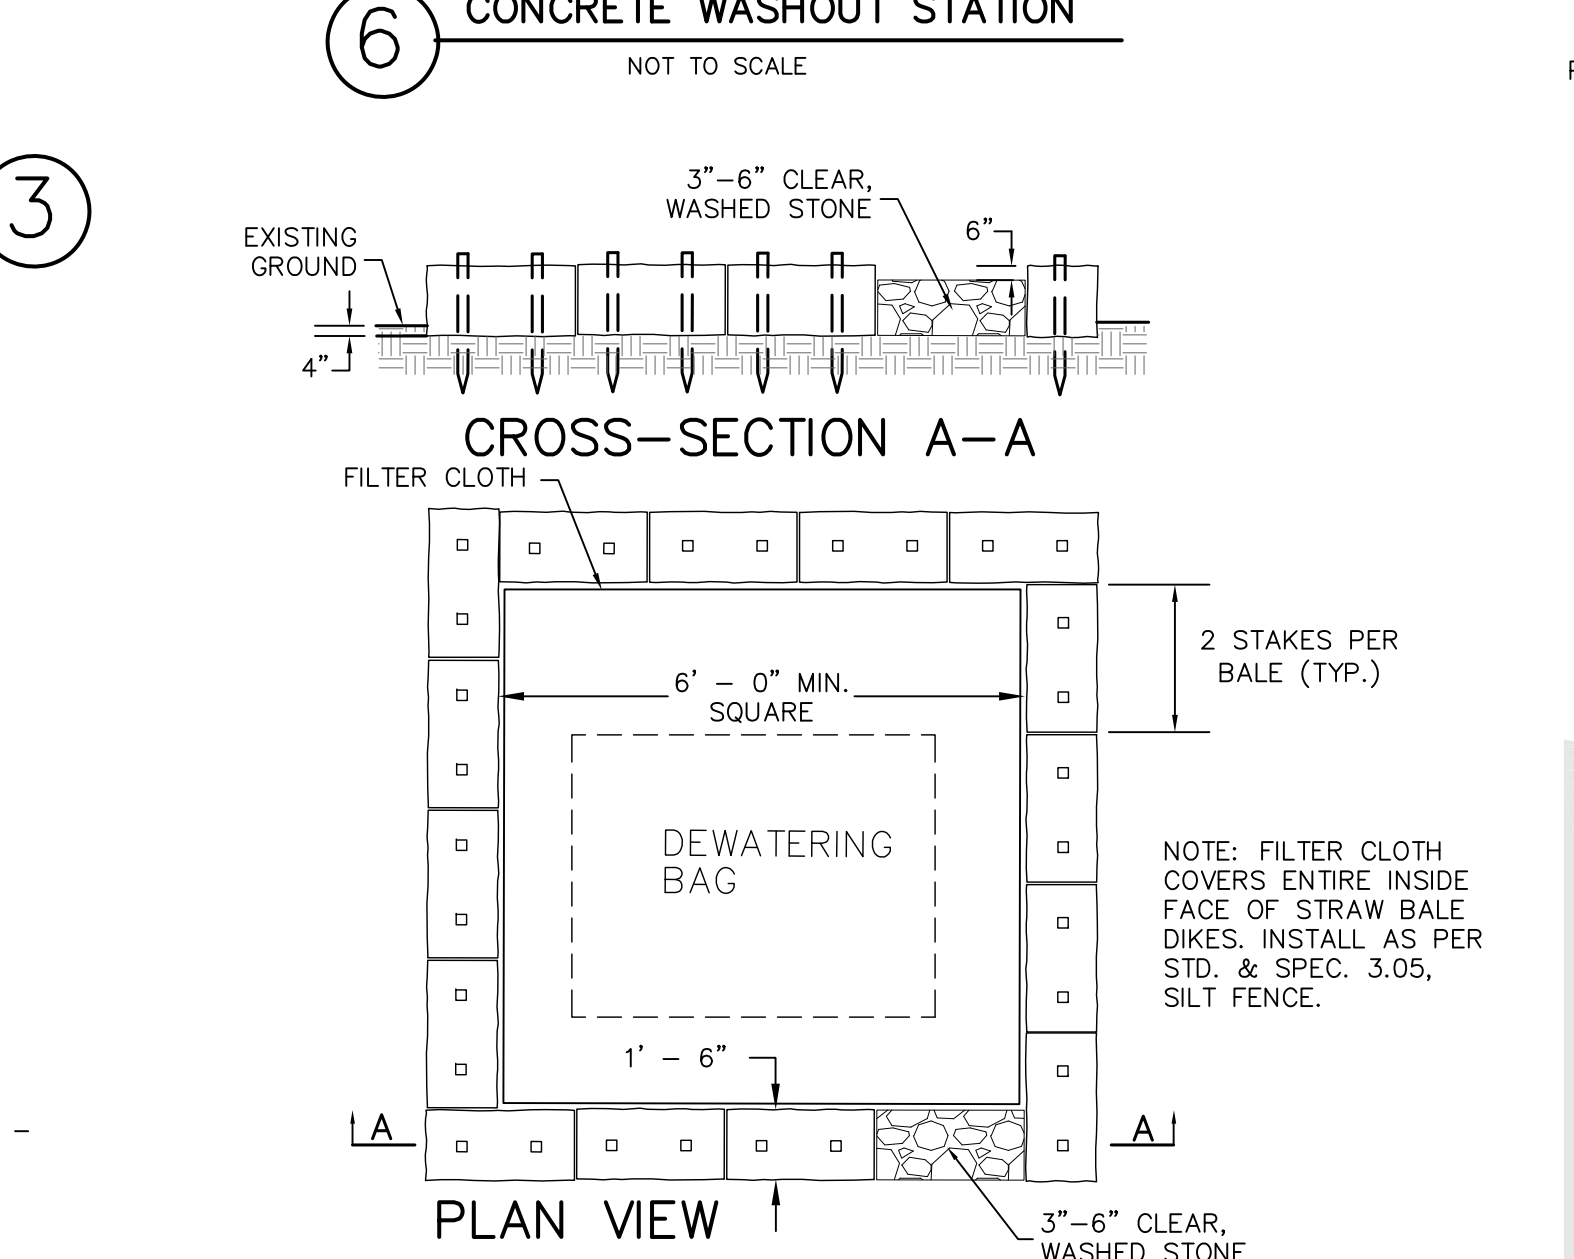 6
CONCRETE WASHOUT STATION
NOT TO SCALE
3
3"-6" CLEAR,
WASHED STONE
6"
EXISTING
GROUND
4"
CROSS-SECTION A-A
FILTER CLOTH
2 STAKES PER
BALE (TYP.)
6' - 0" MIN.
SQUARE
DEWATERING
BAG
NOTE: FILTER CLOTH
COVERS ENTIRE INSIDE
FACE OF STRAW BALE
DIKES. INSTALL AS PER
STD. & SPEC. 3.05,
SILT FENCE.
1' - 6"
A
A
PLAN VIEW
3"-6" CLEAR,
WASHED STONE